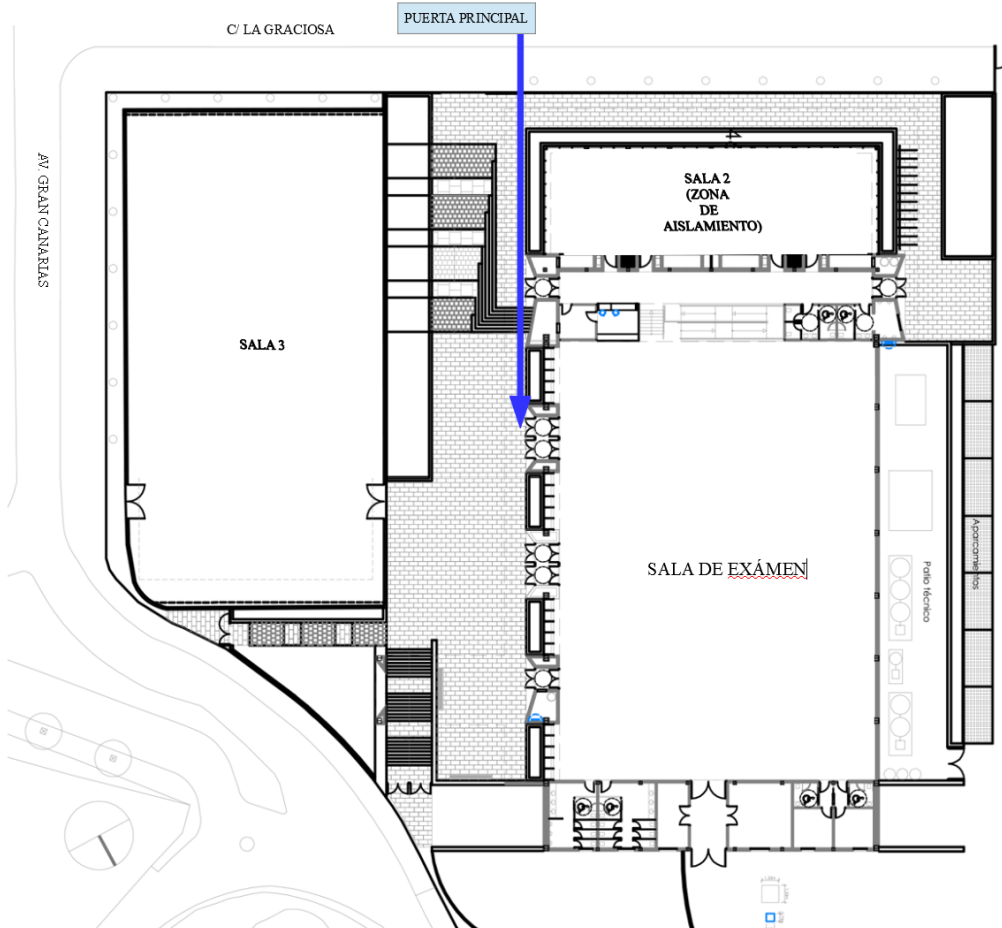 PUERTA PRINCIPAL
C/ LA GRACIOSA
AV. GRAN CANARIAS
SALA 2
(ZONA
DE
AISLAMIENTO)
SALA 3
SALA DE EXÁMEN
Aparcamientos
Patio técnico